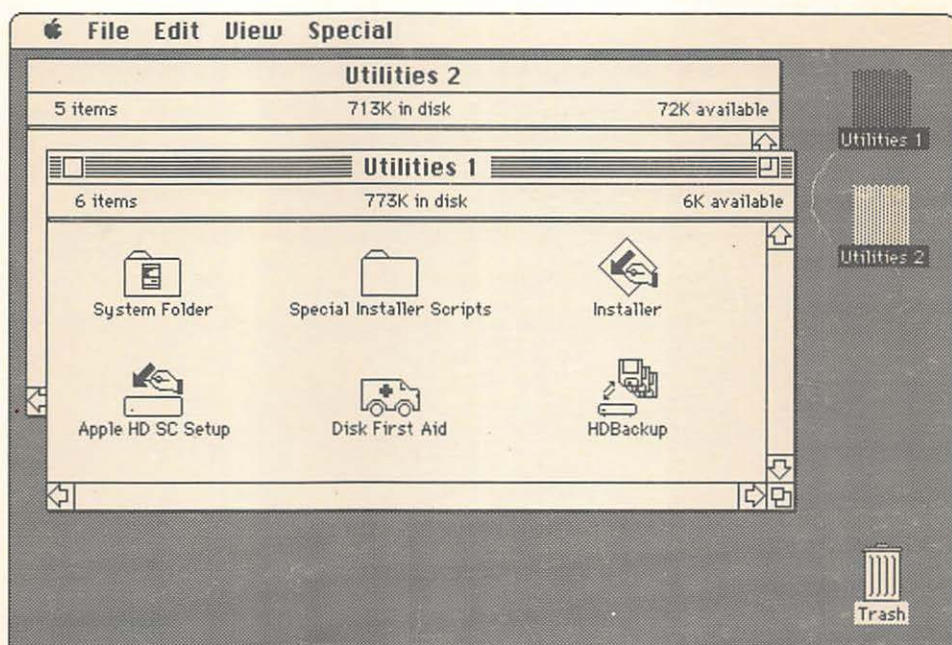 File Edit View Special
Utilities 2
5 items 713K in disk 72K available
Utilities 1
6 items 773K in disk 6K available
System Folder Special Installer Scripts Installer
Apple HD SC Setup Disk First Aid HDBackup
Utilities 1
Utilities 2
Trash